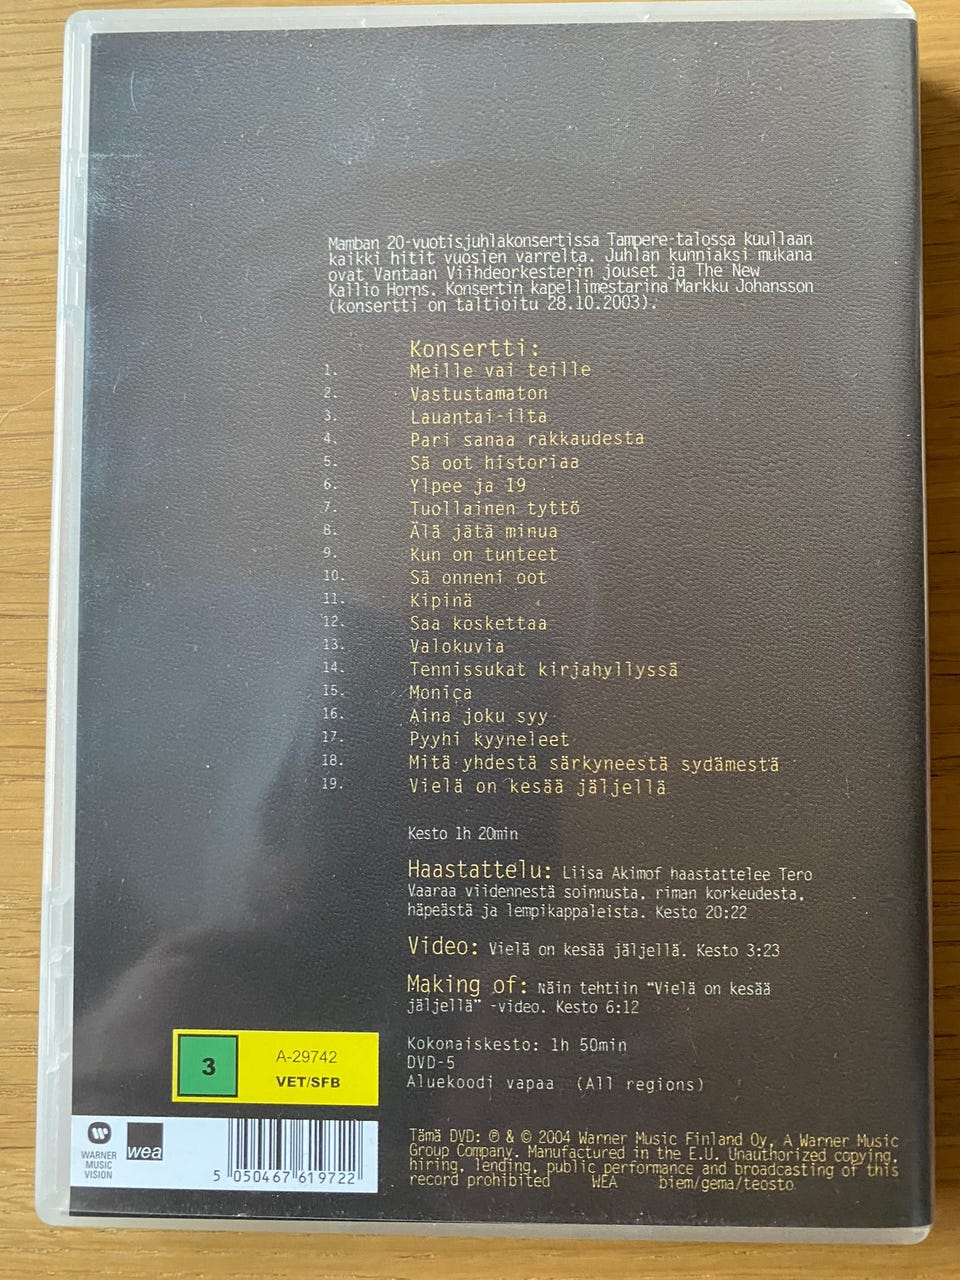 Mamban 20-vuotisjuhlakonsertissa Tampere-talossa kuullaan
kaikki hitit vuosien varrelta. Juhlan kunniaksi mukana
ovat Vantaan Viihdeorkesterin jouset ja The New
Kallio Horns. Konsertin kapellimestarina Markku Johansson
(konsertti on taltioitu 28.10.2003).
Konsertti:
1. Meille vai teille
2. Vastustamaton
3. Lauantai-ilta
4. Pari sanaa rakkaudesta
5. Sä oot historiaa
6. Ylpee ja 19
7. Tuollainen tyttö
8. Älä jätä minua
9. Kun on tunteet
10. Sä onneni oot
11. Kipinä
12. Saa koskettaa
13. Valokuvia
14. Tennissukat kirjahyllyssä
15. Monica
16. Aina joku syy
17. Pyyhi kyyneleet
18. Mitä yhdestä särkyneestä sydämestä
19. Vielä on kesää jäljellä
Kesto 1h 20min
Haastattelu: Liisa Akimof haastattelee Tero
Vaaraa viidennestä soinnusta, riman korkeudesta,
häpeästä ja lempikappaleista. Kesto 20:22
Video: Vielä on kesää jäljellä. Kesto 3:23
Making of: Näin tehtiin "Vielä on kesää
jäljellä" -video. Kesto 6:12
Kokonaiskesto: 1h 50min
DVD-5
Aluekoodi vapaa (All regions)
3
A-29742
VET/SFB
WARNER
MUSIC
VISION
wea
5 050467 619722
Tämä DVD: ℗ & © 2004 Warner Music Finland Oy, A Warner Music
Group Company. Manufactured in the E.U. Unauthorized copying,
hiring, lending, public performance and broadcasting of this
record prohibited WEA biem/gema/teosto